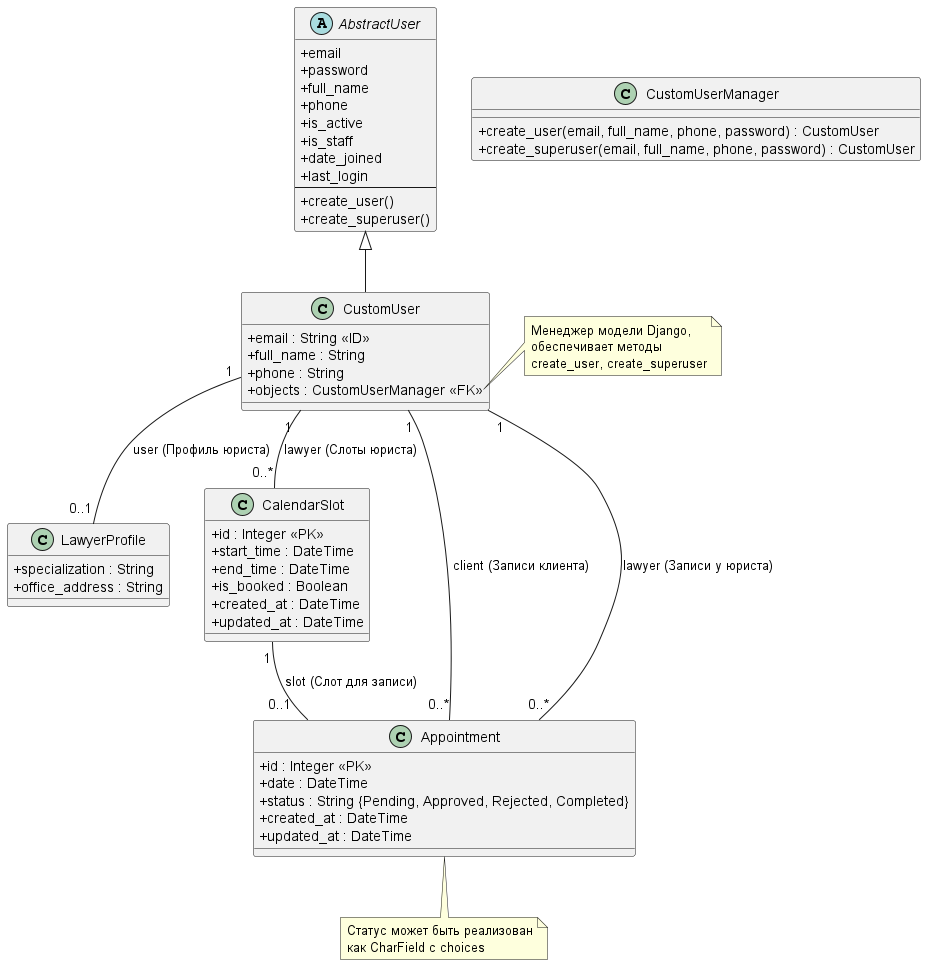 A AbstractUser
+email
+password
+full_name
+phone
+is_active
+is_staff
+date_joined
+last_login
+create_user()
+create_superuser()
C CustomUserManager
+create_user(email, full_name, phone, password) : CustomUser
+create_superuser(email, full_name, phone, password) : CustomUser
C CustomUser
+email : String «ID»
+full_name : String
+phone : String
+objects : CustomUserManager «FK»
Менеджер модели Django,
обеспечивает методы
create_user, create_superuser
1
1
1
1
user (Профиль юриста)
lawyer (Слоты юриста)
0..*
0..1
C LawyerProfile
+specialization : String
+office_address : String
C CalendarSlot
+id : Integer «PK»
+start_time : DateTime
+end_time : DateTime
+is_booked : Boolean
+created_at : DateTime
+updated_at : DateTime
client (Записи клиента)
lawyer (Записи у юриста)
1
slot (Слот для записи)
0..1
0..*
0..*
C Appointment
+id : Integer «PK»
+date : DateTime
+status : String {Pending, Approved, Rejected, Completed}
+created_at : DateTime
+updated_at : DateTime
Статус может быть реализован
как CharField с choices